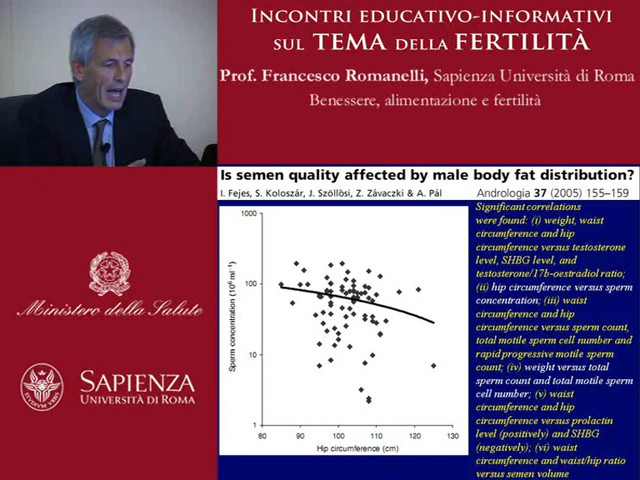 INCONTRI EDUCATIVO-INFORMATIVI
SUL TEMA DELLA FERTILITÀ
Prof. Francesco Romanelli, Sapienza Università di Roma
Benessere, alimentazione e fertilità
Is semen quality affected by male body fat distribution?
I. Fejes, S. Koloszár, J. Szöllösi, Z. Závaczki & A. Pál
Andrologia 37 (2005) 155–159
Sperm concentration (10⁶ ml⁻¹)
1000
100
10
1
80 90 100 110 120 130
Hip circumference (cm)
Significant correlations
were found: (i) weight, waist
circumference and hip
circumference versus testosterone
level, SHBG level, and
testosterone/17b-oestradiol ratio;
(ii) hip circumference versus sperm
concentration; (iii) waist
circumference and hip
circumference versus sperm count,
total motile sperm cell number and
rapid progressive motile sperm
count; (iv) weight versus total
sperm count and total motile sperm
cell number; (v) waist
circumference and hip
circumference versus prolactin
level (positively) and SHBG
(negatively); (vi) waist
circumference and waist/hip ratio
versus semen volume
Ministero della Salute
SAPIENZA
UNIVERSITÀ DI ROMA